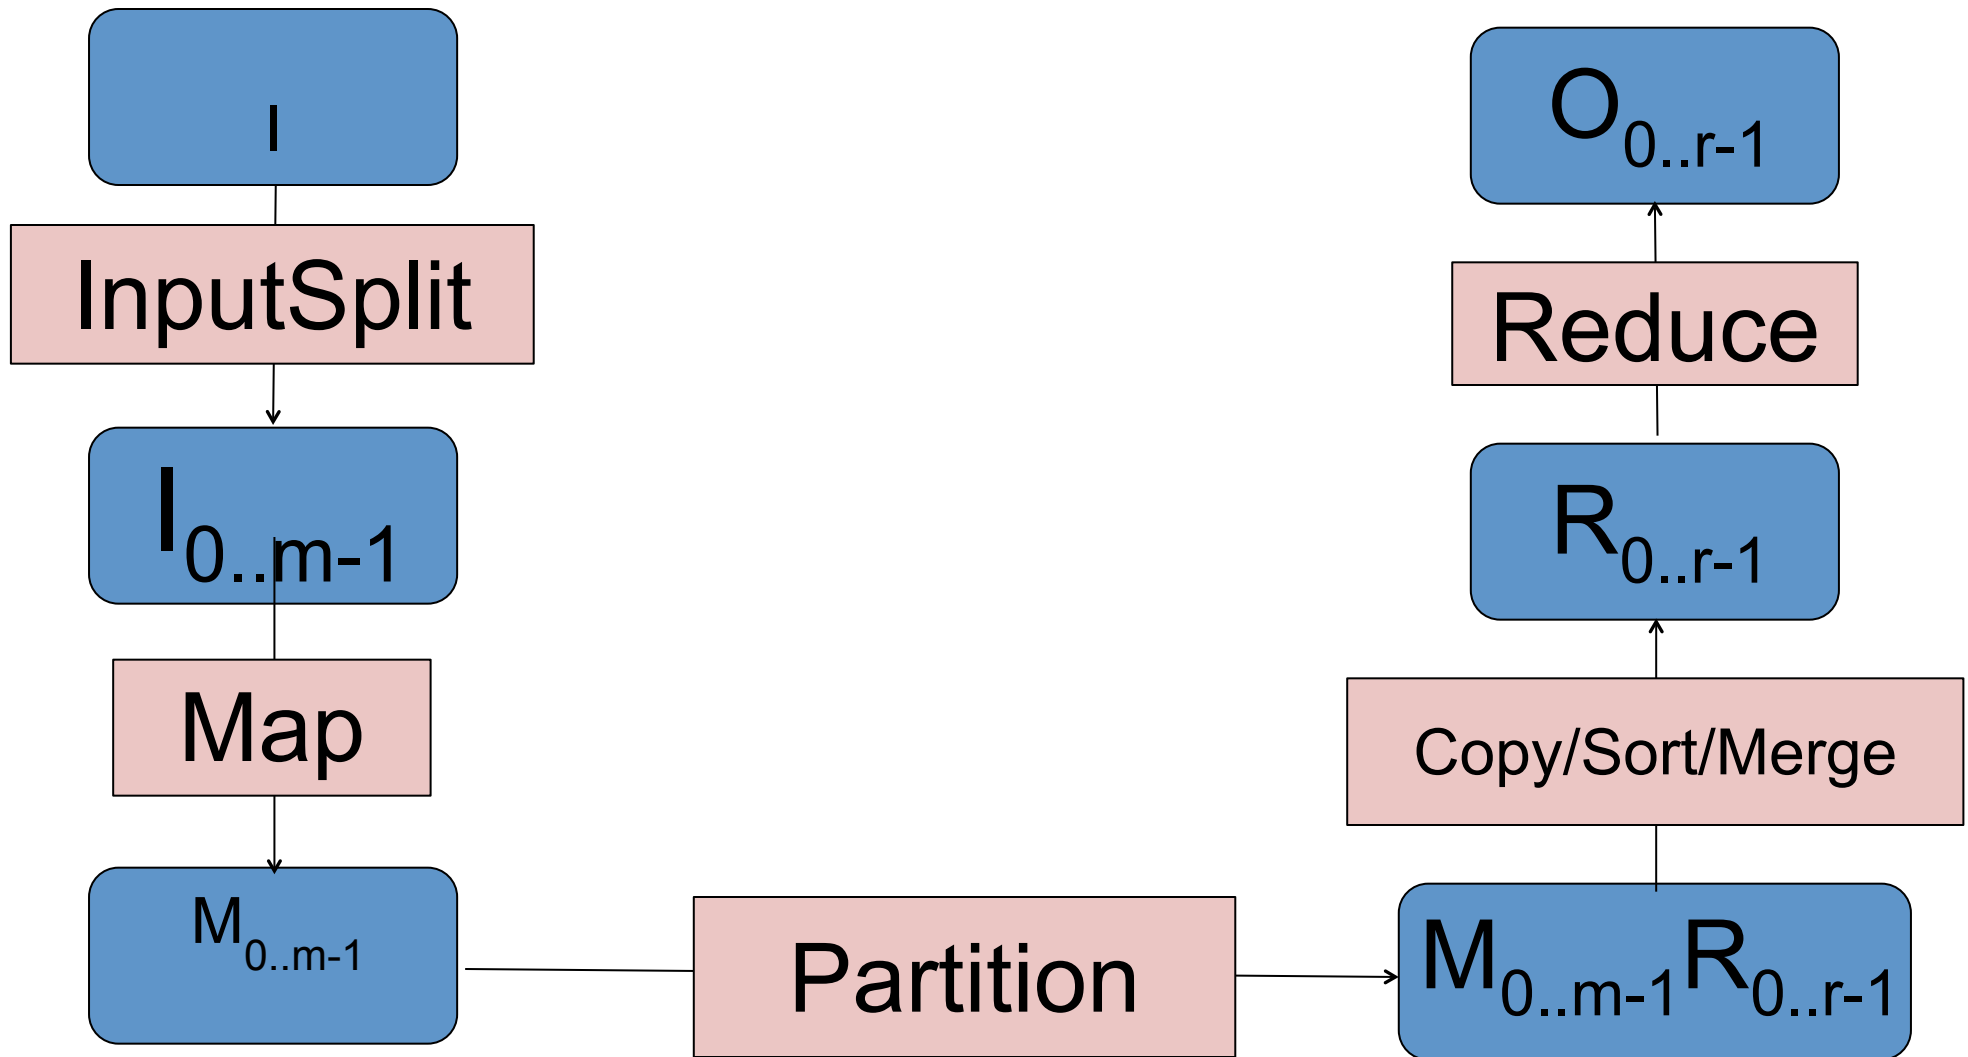 I
InputSplit
I0..m-1
Map
M0..m-1
Partition
M0..m-1R0..r-1
Copy/Sort/Merge
R0..r-1
Reduce
O0..r-1